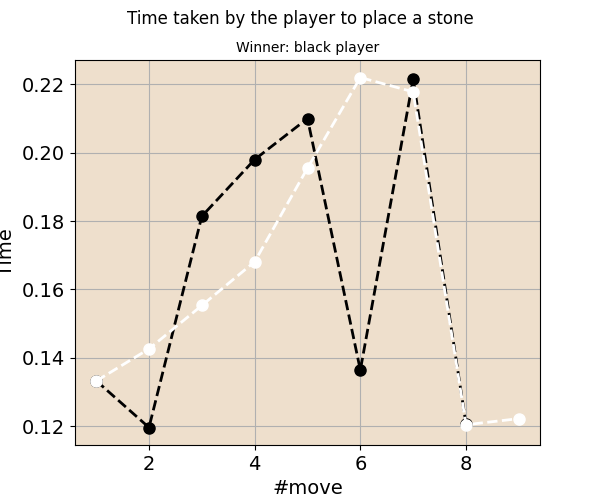 Time taken by the player to place a stone
Winner: black player
0.22
0.20
0.18
0.16
0.14
0.12
Time
2 4 6 8
#move